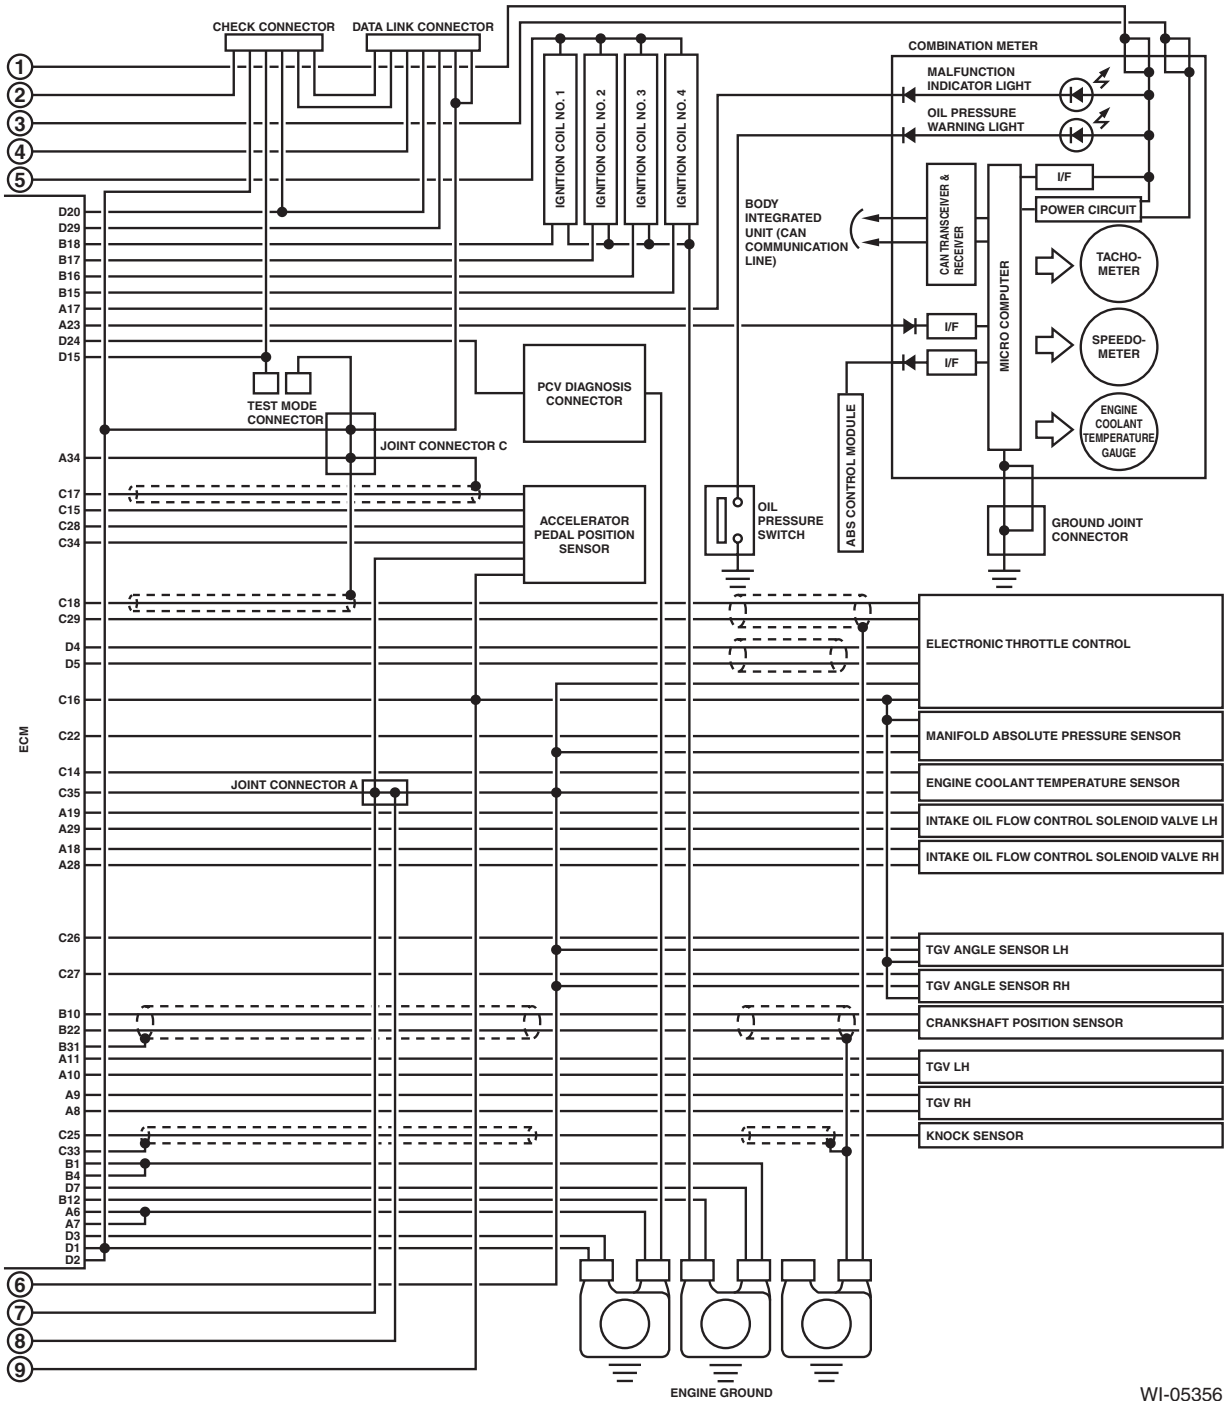 CHECK CONNECTOR
DATA LINK CONNECTOR
1
2
3
4
5
IGNITION COIL NO. 1
IGNITION COIL NO. 2
IGNITION COIL NO. 3
IGNITION COIL NO. 4
COMBINATION METER
MALFUNCTION
INDICATOR LIGHT
OIL PRESSURE
WARNING LIGHT
I/F
POWER CIRCUIT
CAN TRANSCEIVER &
RECEIVER
BODY
INTEGRATED
UNIT (CAN
COMMUNICATION
LINE)
MICRO COMPUTER
TACHO-
METER
I/F
SPEEDO-
METER
I/F
ENGINE
COOLANT
TEMPERATURE
GAUGE
D20
D29
B18
B17
B16
B15
A17
A23
D24
D15
TEST MODE
CONNECTOR
PCV DIAGNOSIS
CONNECTOR
JOINT CONNECTOR C
ABS CONTROL MODULE
A34
C17
C15
C28
C34
ACCELERATOR
PEDAL POSITION
SENSOR
OIL
PRESSURE
SWITCH
GROUND JOINT
CONNECTOR
C18
C29
D4
D5
C16
ELECTRONIC THROTTLE CONTROL
ECM
C22
MANIFOLD ABSOLUTE PRESSURE SENSOR
C14
C35
JOINT CONNECTOR A
ENGINE COOLANT TEMPERATURE SENSOR
A19
A29
INTAKE OIL FLOW CONTROL SOLENOID VALVE LH
A18
A28
INTAKE OIL FLOW CONTROL SOLENOID VALVE RH
C26
TGV ANGLE SENSOR LH
C27
TGV ANGLE SENSOR RH
B10
B22
B31
CRANKSHAFT POSITION SENSOR
A11
A10
TGV LH
A9
A8
TGV RH
C25
C33
KNOCK SENSOR
B1
B4
D7
B12
A6
A7
D3
D1
D2
6
7
8
9
ENGINE GROUND
WI-05356